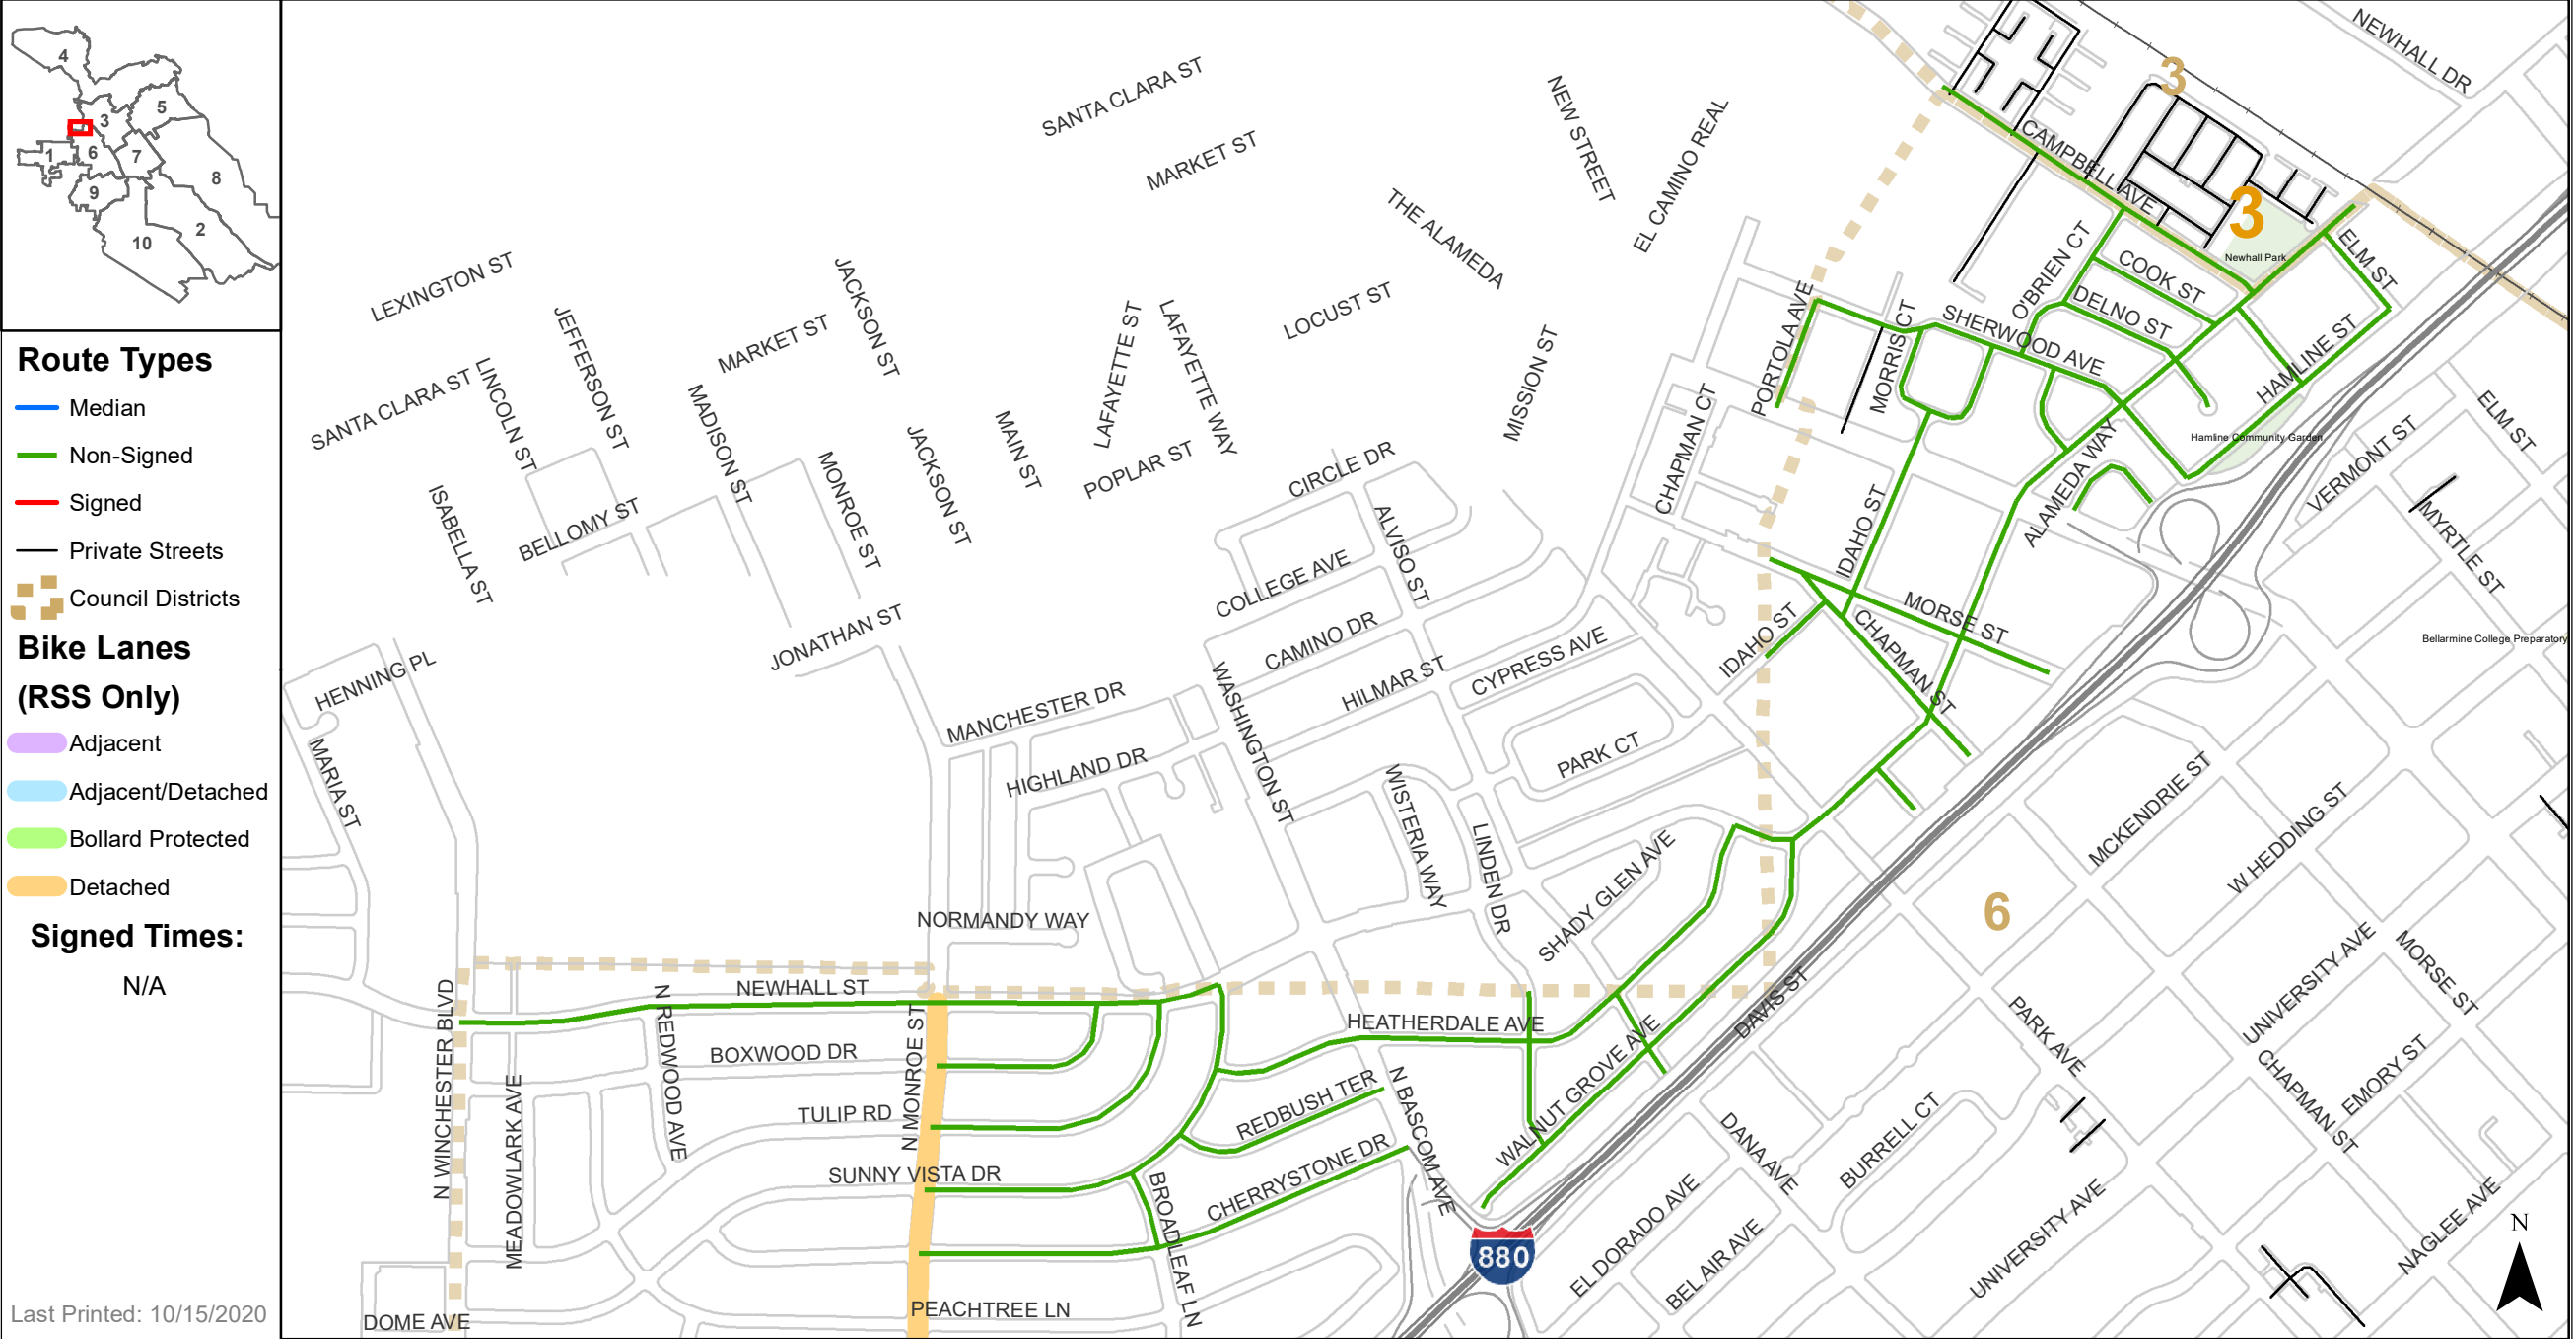 4
5
3
1
6
7
8
9
2
10
Route Types
Median
Non-Signed
Signed
Private Streets
Council Districts
Bike Lanes
(RSS Only)
Adjacent
Adjacent/Detached
Bollard Protected
Detached
Signed Times:
N/A
Last Printed: 10/15/2020
SANTA CLARA ST
MARKET ST
NEW STREET
EL CAMINO REAL
THE ALAMEDA
NEWHALL DR
3
CAMPBELL AVE
3
Newhall Park
ELM ST
O'BRIEN CT
COOK ST
DELNO ST
LEXINGTON ST
JACKSON ST
JEFFERSON ST
MARKET ST
LAFAYETTE ST
LAFAYETTE WAY
LOCUST ST
MISSION ST
PORTOLA AVE
MORRIS CT
SHERWOOD AVE
HAMLINE ST
SANTA CLARA ST
LINCOLN ST
MADISON ST
JACKSON ST
MAIN ST
POPLAR ST
CIRCLE DR
CHAPMAN CT
Hamline Community Garden
VERMONT ST
ELM ST
ISABELLA ST
BELLOMY ST
MONROE ST
ALVISO ST
IDAHO ST
ALAMEDA WAY
MYRTLE ST
COLLEGE AVE
CAMINO DR
MORSE ST
JONATHAN ST
HENNING PL
WASHINGTON ST
HILMAR ST
CYPRESS AVE
IDAHO ST
CHAPMAN ST
Bellarmine College Preparatory
MANCHESTER DR
MARIA ST
HIGHLAND DR
WISTERIA WAY
PARK CT
MCKENDRIE ST
W HEDDING ST
LINDEN DR
SHADY GLEN AVE
6
NORMANDY WAY
UNIVERSITY AVE
MORSE ST
N WINCHESTER BLVD
NEWHALL ST
N REDWOOD AVE
HEATHERDALE AVE
DAVIS ST
PARK AVE
BOXWOOD DR
N MONROE ST
MEADOWLARK AVE
TULIP RD
REDBUSH TER
N BASCOM AVE
WALNUT GROVE AVE
CHAPMAN ST
EMORY ST
SUNNY VISTA DR
BROADLEAF LN
CHERRYSTONE DR
DANA AVE
BURRELL CT
EL DORADO AVE
BEL AIR AVE
UNIVERSITY AVE
NAGLEE AVE
880
PEACHTREE LN
DOME AVE
N